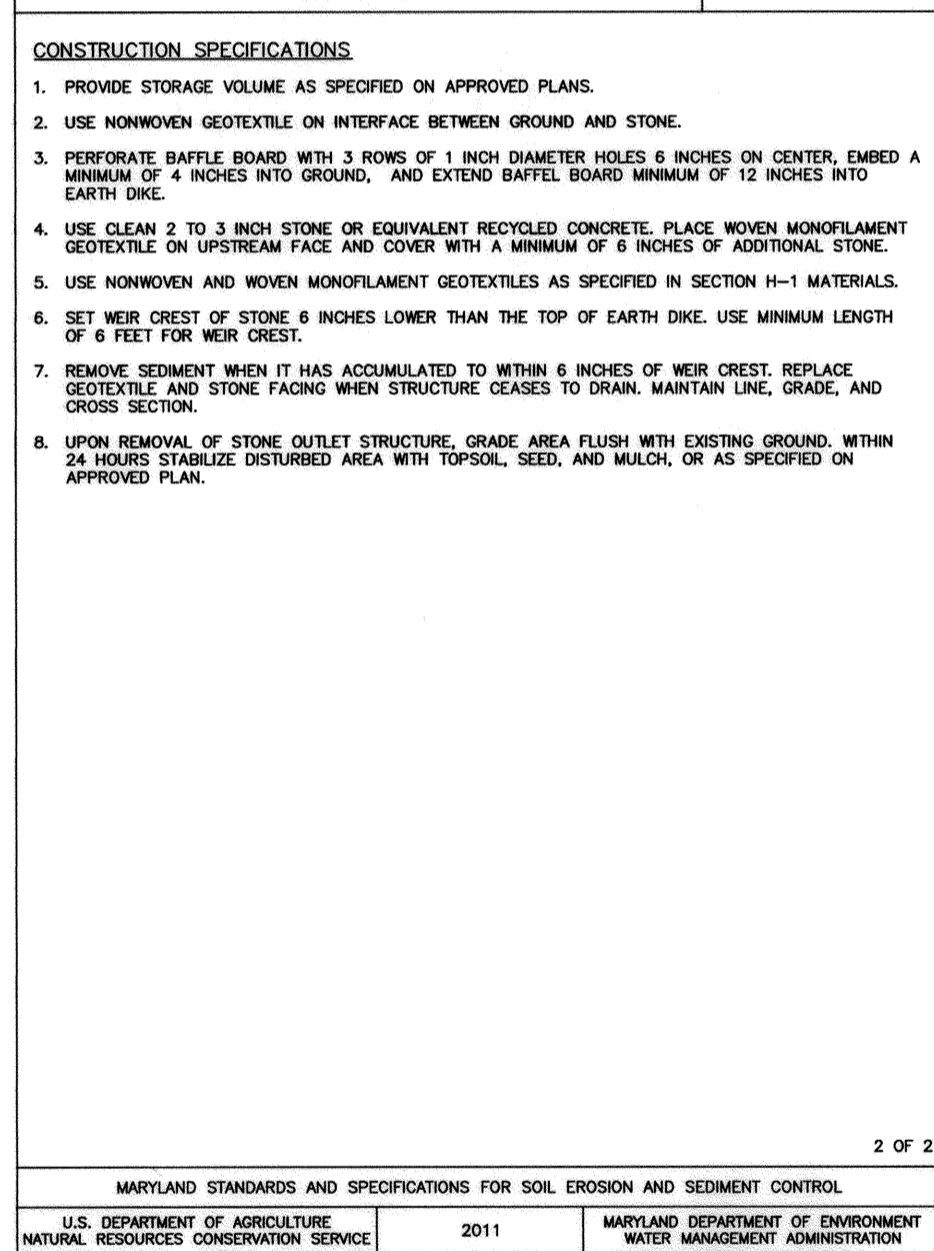 CONSTRUCTION SPECIFICATIONS
1. PROVIDE STORAGE VOLUME AS SPECIFIED ON APPROVED PLANS.
2. USE NONWOVEN GEOTEXTILE ON INTERFACE BETWEEN GROUND AND STONE.
3. PERFORATE BAFFLE BOARD WITH 3 ROWS OF 1 INCH DIAMETER HOLES 6 INCHES ON CENTER, EMBED A
MINIMUM OF 4 INCHES INTO GROUND, AND EXTEND BAFFEL BOARD MINIMUM OF 12 INCHES INTO
EARTH DIKE.
4. USE CLEAN 2 TO 3 INCH STONE OR EQUIVALENT RECYCLED CONCRETE. PLACE WOVEN MONOFILAMENT
GEOTEXTILE ON UPSTREAM FACE AND COVER WITH A MINIMUM OF 6 INCHES OF ADDITIONAL STONE.
5. USE NONWOVEN AND WOVEN MONOFILAMENT GEOTEXTILES AS SPECIFIED IN SECTION H-1 MATERIALS.
6. SET WEIR CREST OF STONE 6 INCHES LOWER THAN THE TOP OF EARTH DIKE. USE MINIMUM LENGTH
OF 6 FEET FOR WEIR CREST.
7. REMOVE SEDIMENT WHEN IT HAS ACCUMULATED TO WITHIN 6 INCHES OF WEIR CREST. REPLACE
GEOTEXTILE AND STONE FACING WHEN STRUCTURE CEASES TO DRAIN. MAINTAIN LINE, GRADE, AND
CROSS SECTION.
8. UPON REMOVAL OF STONE OUTLET STRUCTURE, GRADE AREA FLUSH WITH EXISTING GROUND. WITHIN
24 HOURS STABILIZE DISTURBED AREA WITH TOPSOIL, SEED, AND MULCH, OR AS SPECIFIED ON
APPROVED PLAN.
2 OF 2
MARYLAND STANDARDS AND SPECIFICATIONS FOR SOIL EROSION AND SEDIMENT CONTROL
U.S. DEPARTMENT OF AGRICULTURE
NATURAL RESOURCES CONSERVATION SERVICE
2011
MARYLAND DEPARTMENT OF ENVIRONMENT
WATER MANAGEMENT ADMINISTRATION